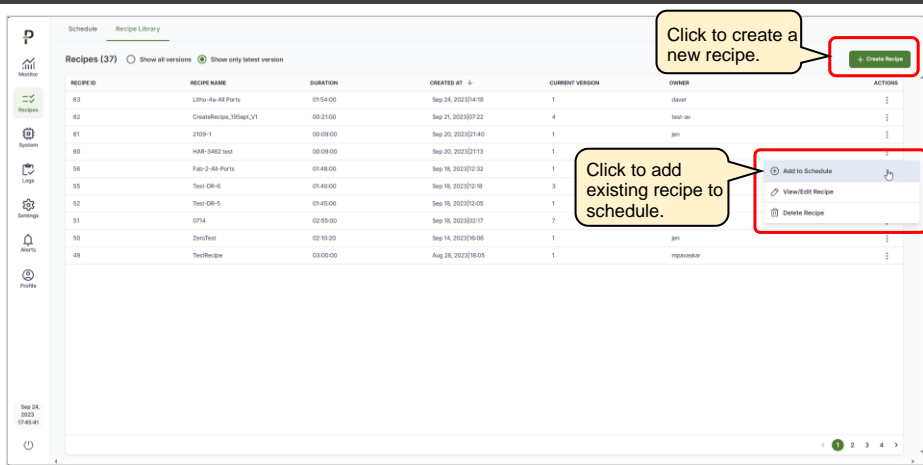 Schedule Recipe Library
Click to create a
new recipe.
Recipes (37) Show all versions Show only latest version
+ Create Recipe
Monitor
RECIPE ID RECIPE NAME DURATION CREATED AT CURRENT VERSION OWNER ACTIONS
63 Litho-4a-All Ports 01:54:00 Sep 24, 2023|14:18 1 daver
Recipes
62 CreateRecipe_19Sept_V1 00:21:00 Sep 21, 2023|07:22 4 test-av
61 2109-1 00:09:00 Sep 20, 2023|21:40 1 jen
System
60 HAR-3462 test 00:09:00 Sep 20, 2023|21:13 1
56 Fab-2-All-Ports 01:48:00 Sep 18, 2023|12:32 1
Click to add
existing recipe to
schedule.
Add to Schedule
View/Edit Recipe
Delete Recipe
Logs
55 Test-DR-6 01:40:00 Sep 18, 2023|12:18 3
52 Test-DR-5 01:45:00 Sep 18, 2023|12:05 1
Settings
51 0714 02:55:00 Sep 18, 2023|02:17 7
50 ZeroTest 02:10:20 Sep 14, 2023|16:06 1 jen
Alerts
49 TestRecipe 03:00:00 Aug 28, 2023|18:05 1 mpavaskar
Profile
Sep 24,
2023
17:45:41
1 2 3 4